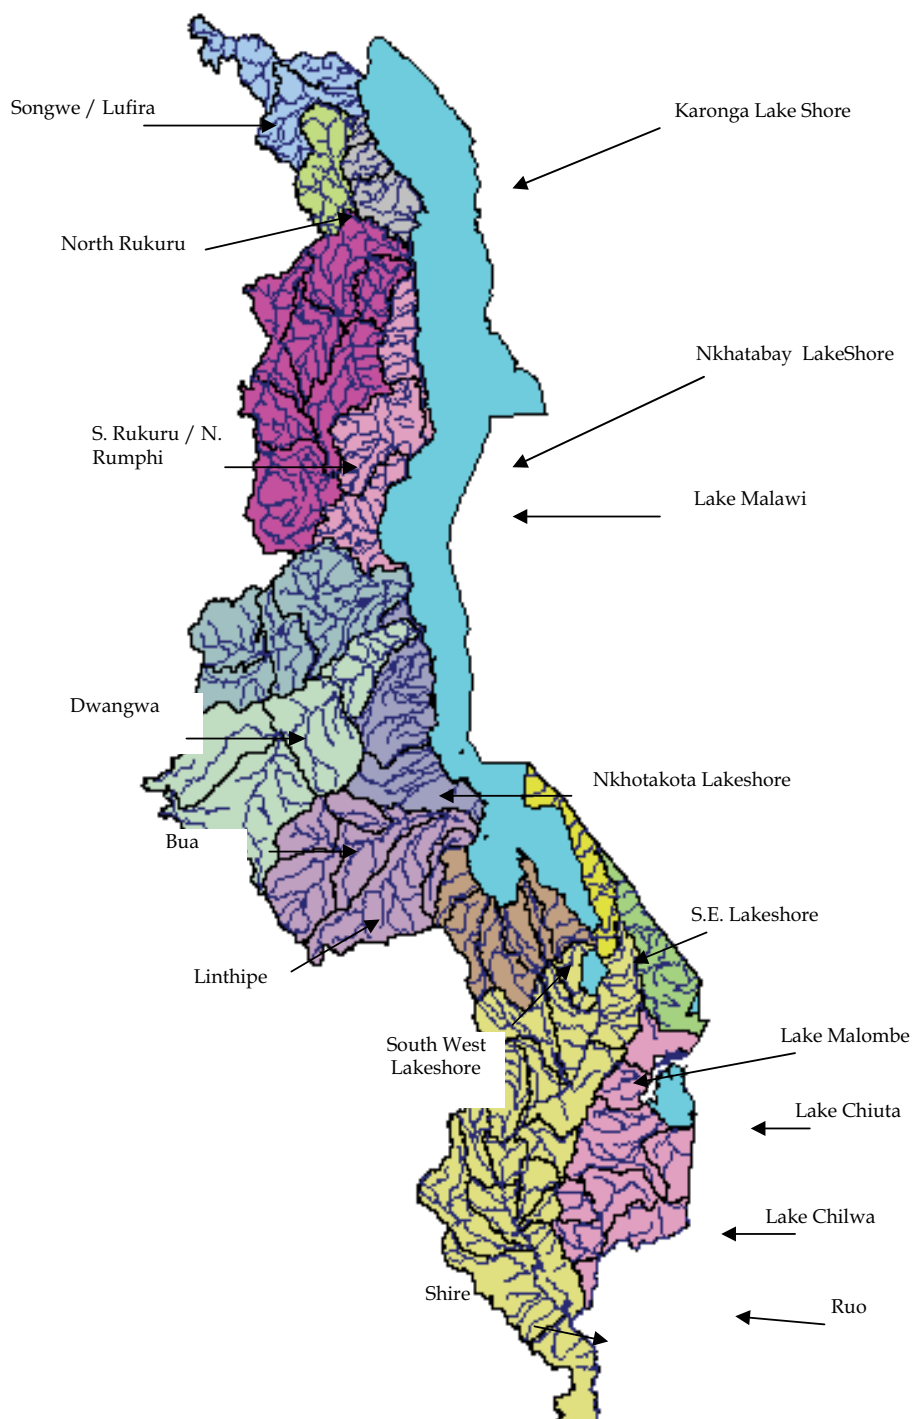 Songwe / Lufira
Karonga Lake Shore
North Rukuru
Nkhatabay LakeShore
S. Rukuru / N.
Rumphi
Lake Malawi
Dwangwa
Nkhotakota Lakeshore
Bua
S.E. Lakeshore
Linthipe
South West
Lakeshore
Lake Malombe
Lake Chiuta
Lake Chilwa
Shire
Ruo